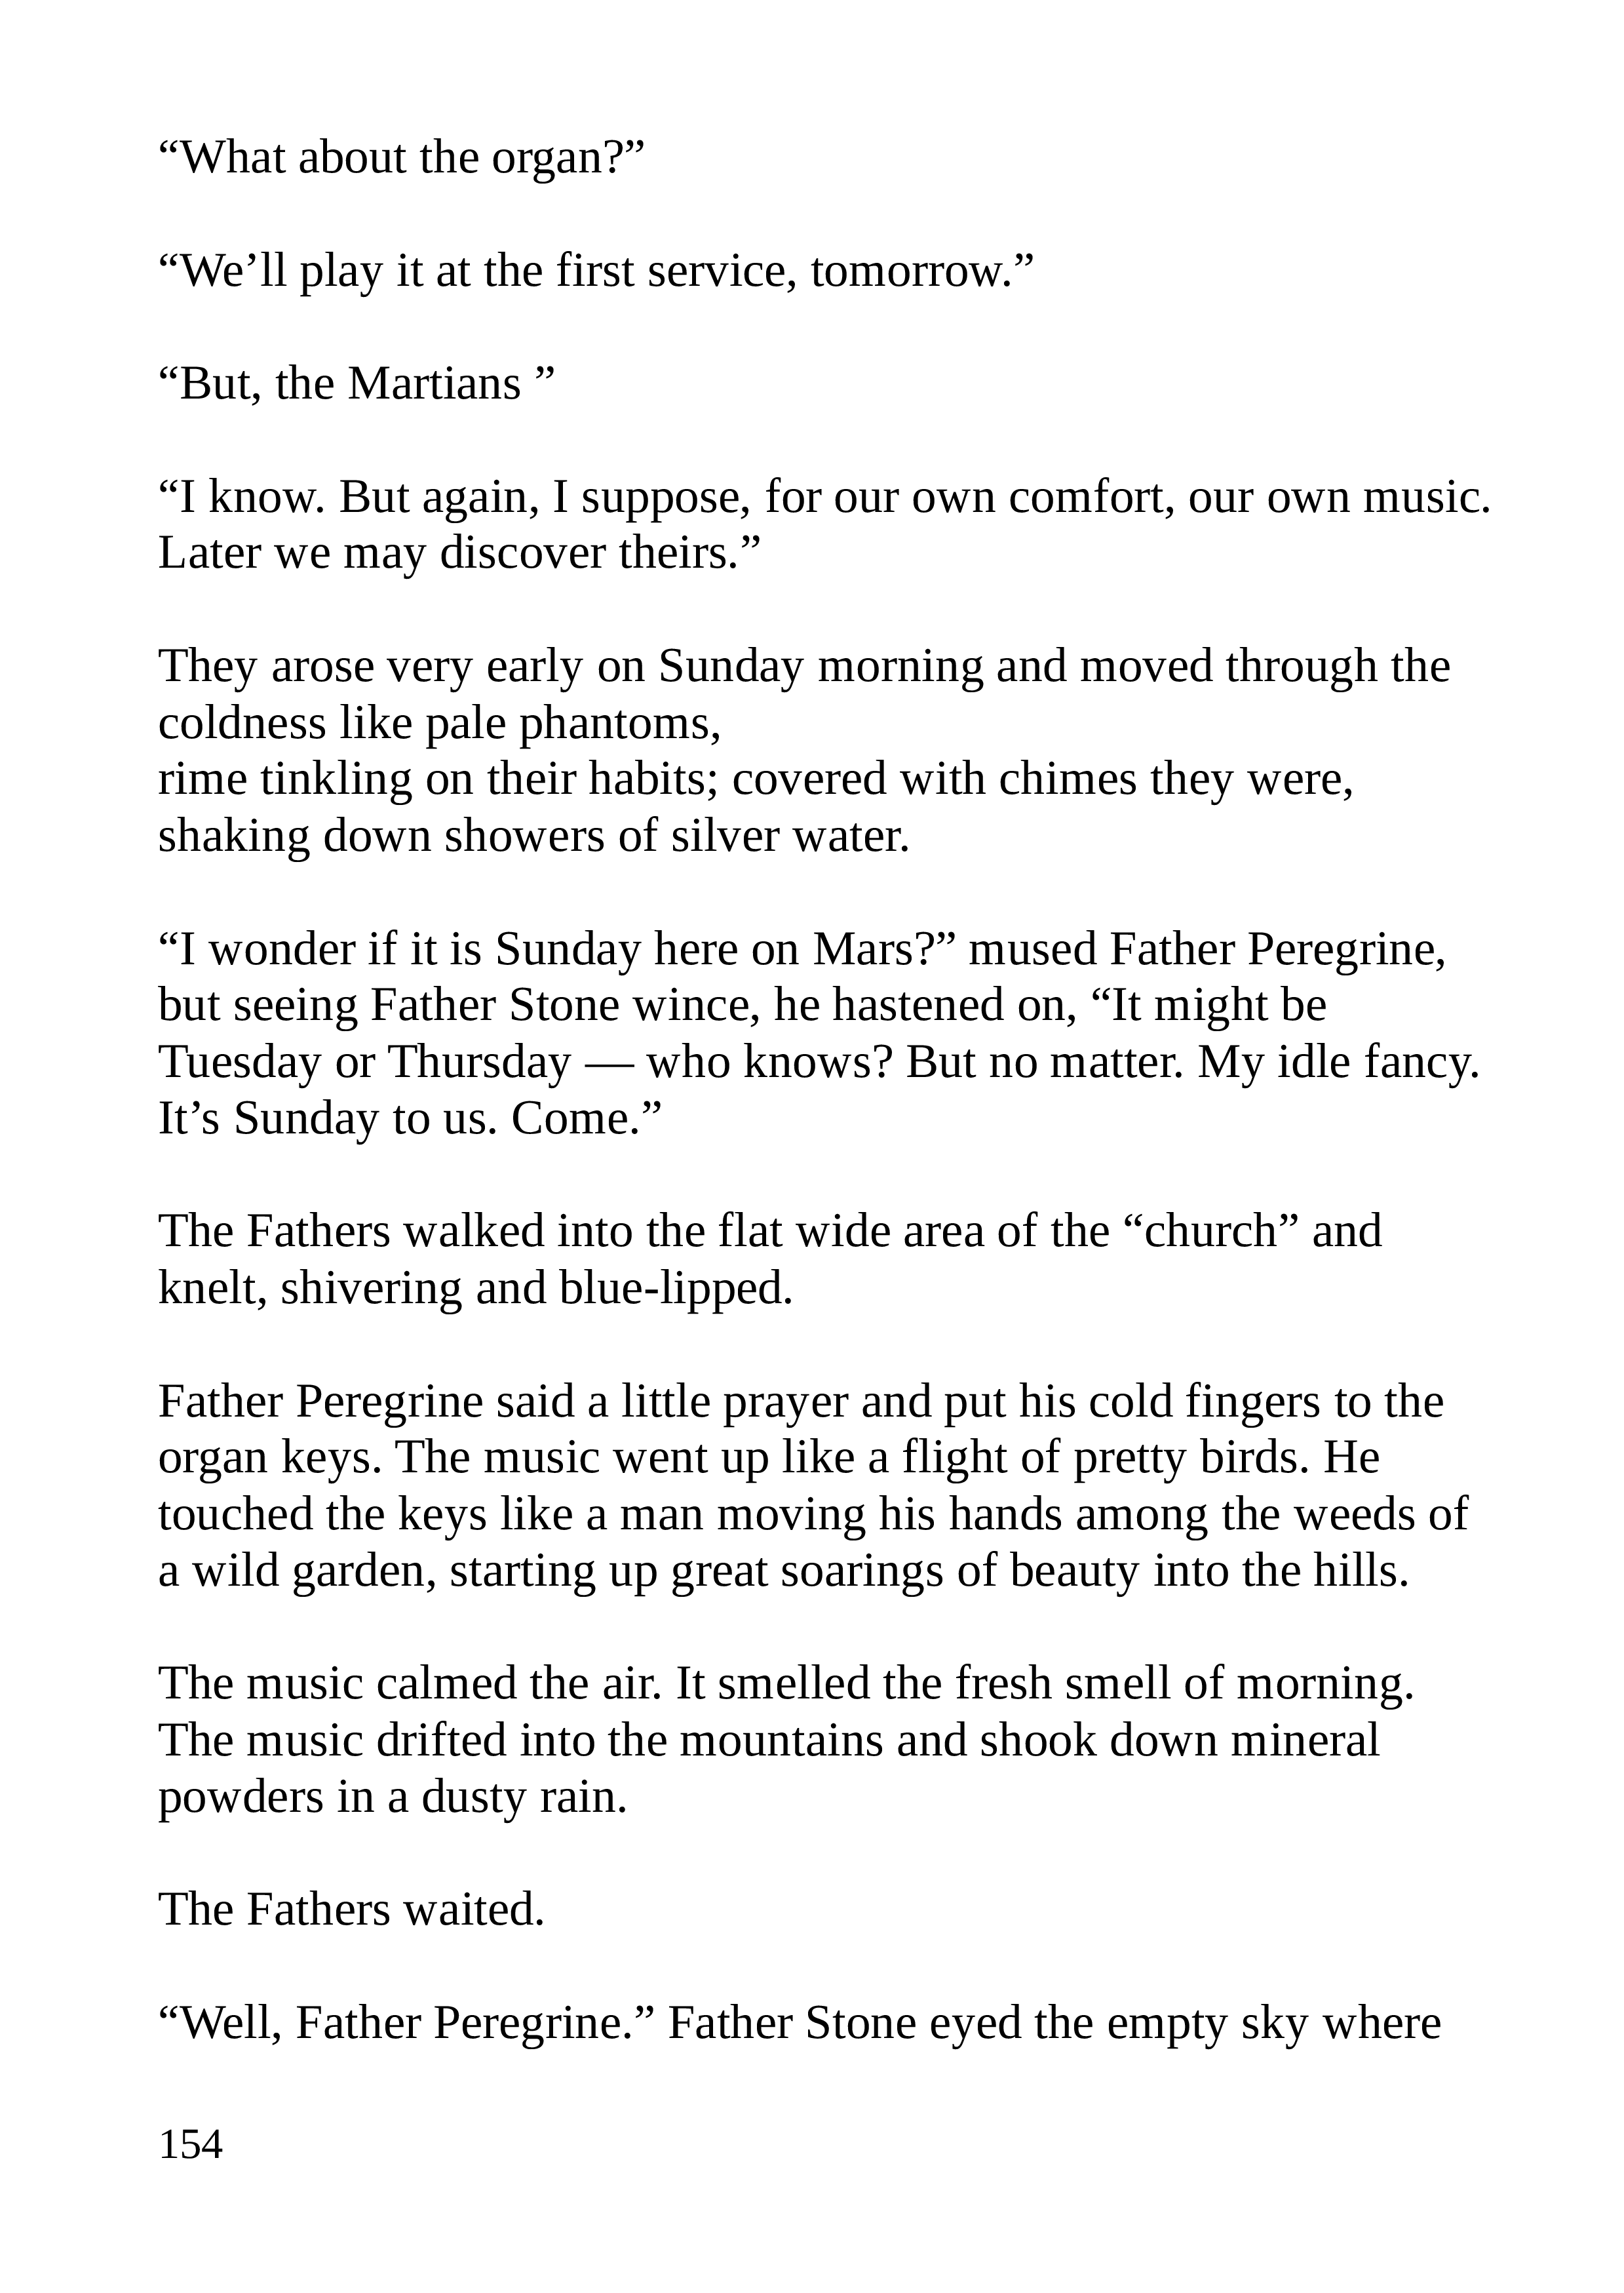 “What about the organ?”
“We’ll play it at the first service, tomorrow.”
“But, the Martians ”
“I know. But again, I suppose, for our own comfort, our own music.
Later we may discover theirs.”
They arose very early on Sunday morning and moved through the
coldness like pale phantoms,
rime tinkling on their habits; covered with chimes they were,
shaking down showers of silver water.
“I wonder if it is Sunday here on Mars?” mused Father Peregrine,
but seeing Father Stone wince, he hastened on, “It might be
Tuesday or Thursday — who knows? But no matter. My idle fancy.
It’s Sunday to us. Come.”
The Fathers walked into the flat wide area of the “church” and
knelt, shivering and blue-lipped.
Father Peregrine said a little prayer and put his cold fingers to the
organ keys. The music went up like a flight of pretty birds. He
touched the keys like a man moving his hands among the weeds of
a wild garden, starting up great soarings of beauty into the hills.
The music calmed the air. It smelled the fresh smell of morning.
The music drifted into the mountains and shook down mineral
powders in a dusty rain.
The Fathers waited.
“Well, Father Peregrine.” Father Stone eyed the empty sky where
154